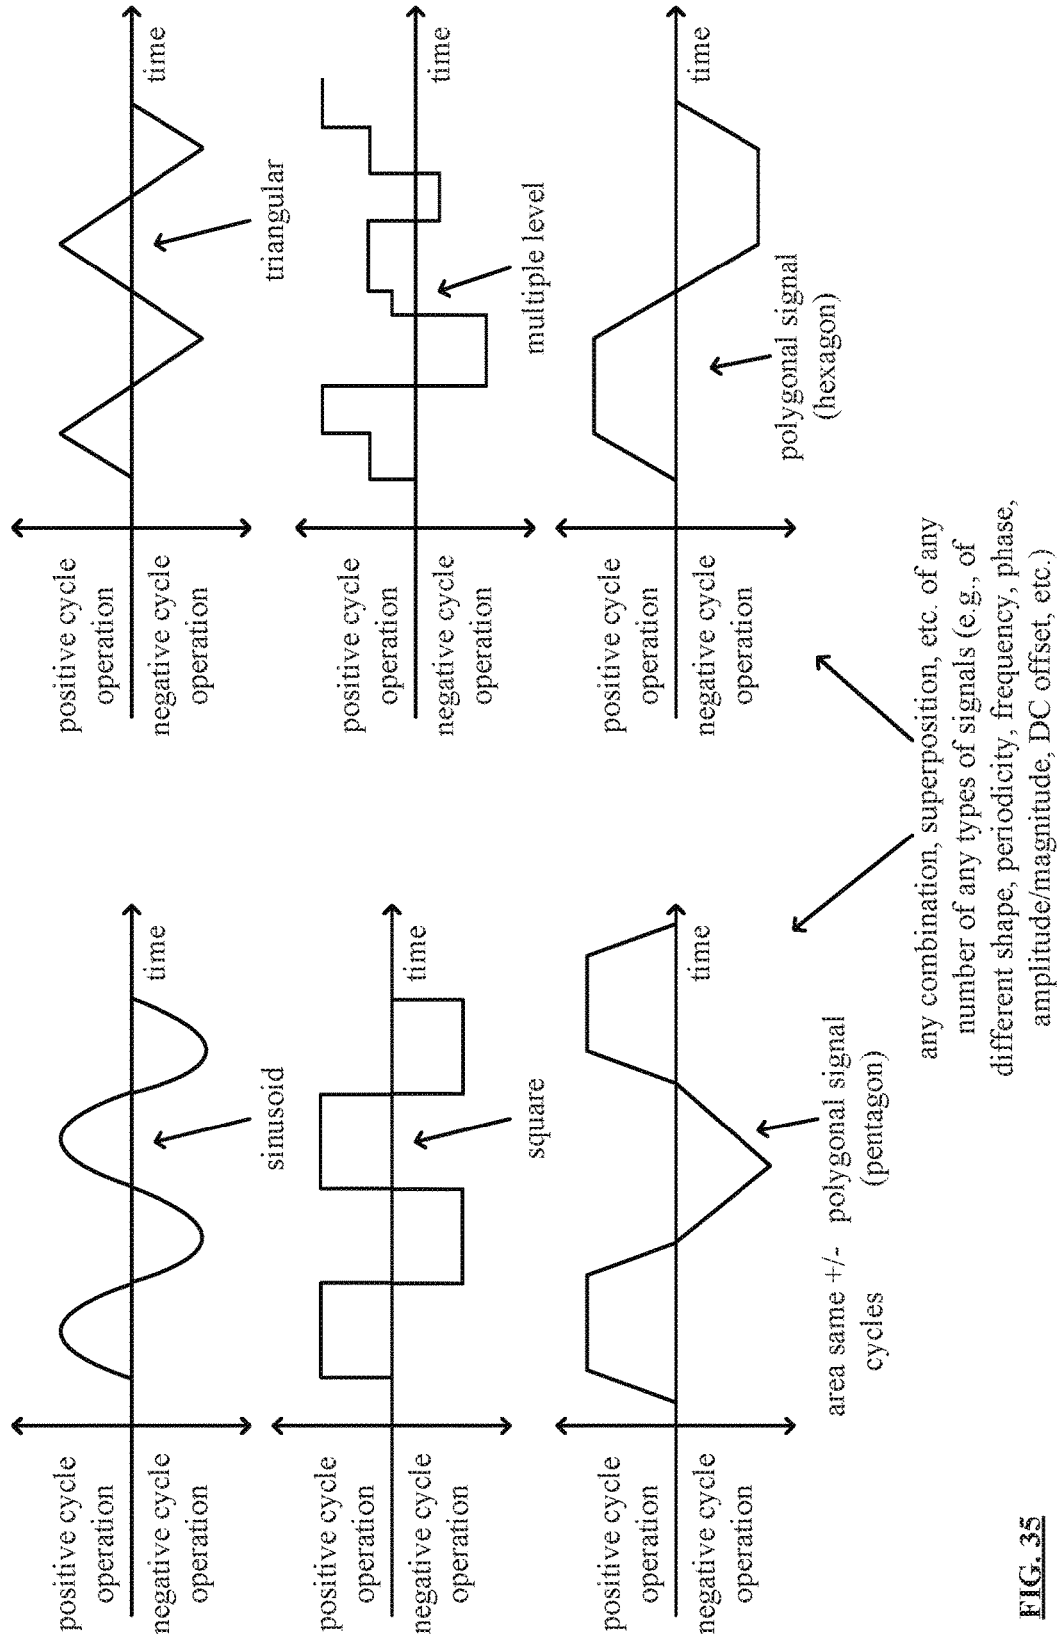 positive cycle
operation
negative cycle
operation
time
sinusoid
positive cycle
operation
negative cycle
operation
time
triangular
positive cycle
operation
negative cycle
operation
time
square
positive cycle
operation
negative cycle
operation
time
multiple level
positive cycle
operation
negative cycle
operation
time
area same +/-
cycles
polygonal signal
(pentagon)
positive cycle
operation
negative cycle
operation
time
polygonal signal
(hexagon)
any combination, superposition, etc. of any
number of any types of signals (e.g., of
different shape, periodicity, frequency, phase,
amplitude/magnitude, DC offset, etc.)
FIG. 35